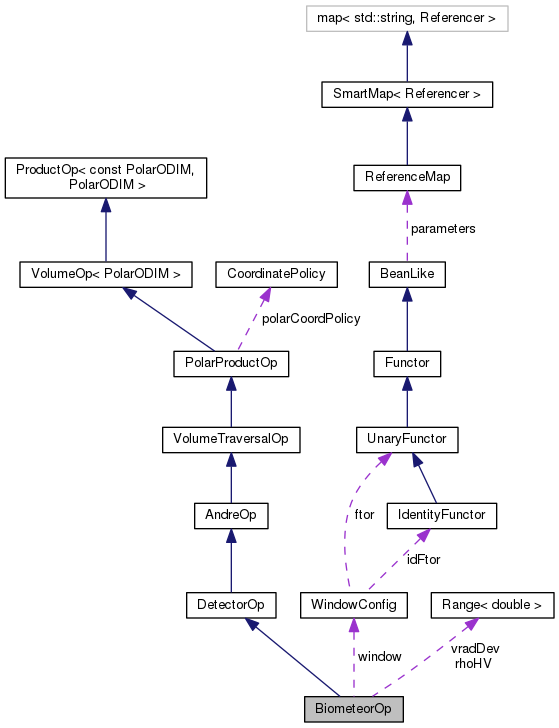 map< std::string, Referencer >
SmartMap< Referencer >
ProductOp< const PolarODIM,
PolarODIM >
ReferenceMap
parameters
VolumeOp< PolarODIM >
CoordinatePolicy
BeanLike
polarCoordPolicy
PolarProductOp
Functor
VolumeTraversalOp
UnaryFunctor
AndreOp
ftor
IdentityFunctor
idFtor
DetectorOp
WindowConfig
Range< double >
window
vradDev
rhoHV
BiometeorOp